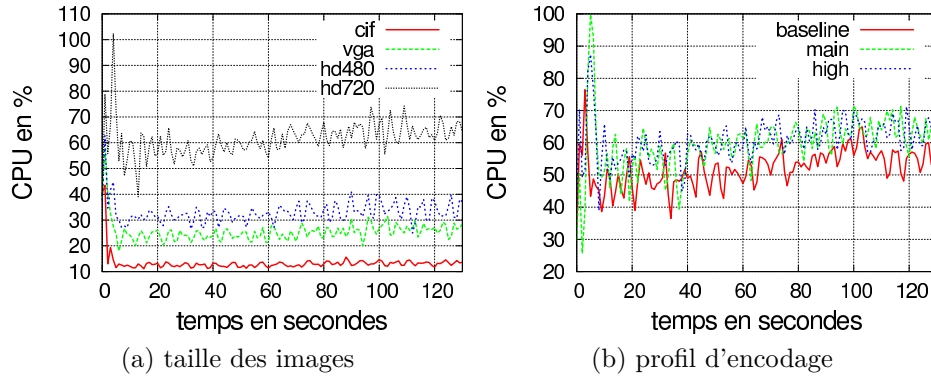 110
100
90
80
70
60
50
40
30
20
10
CPU en %
cif
vga
hd480
hd720
0 20 40 60 80 100 120
temps en secondes
(a) taille des images
100
90
80
70
60
50
40
30
20
CPU en %
baseline
main
high
0 20 40 60 80 100 120
temps en secondes
(b) profil d'encodage